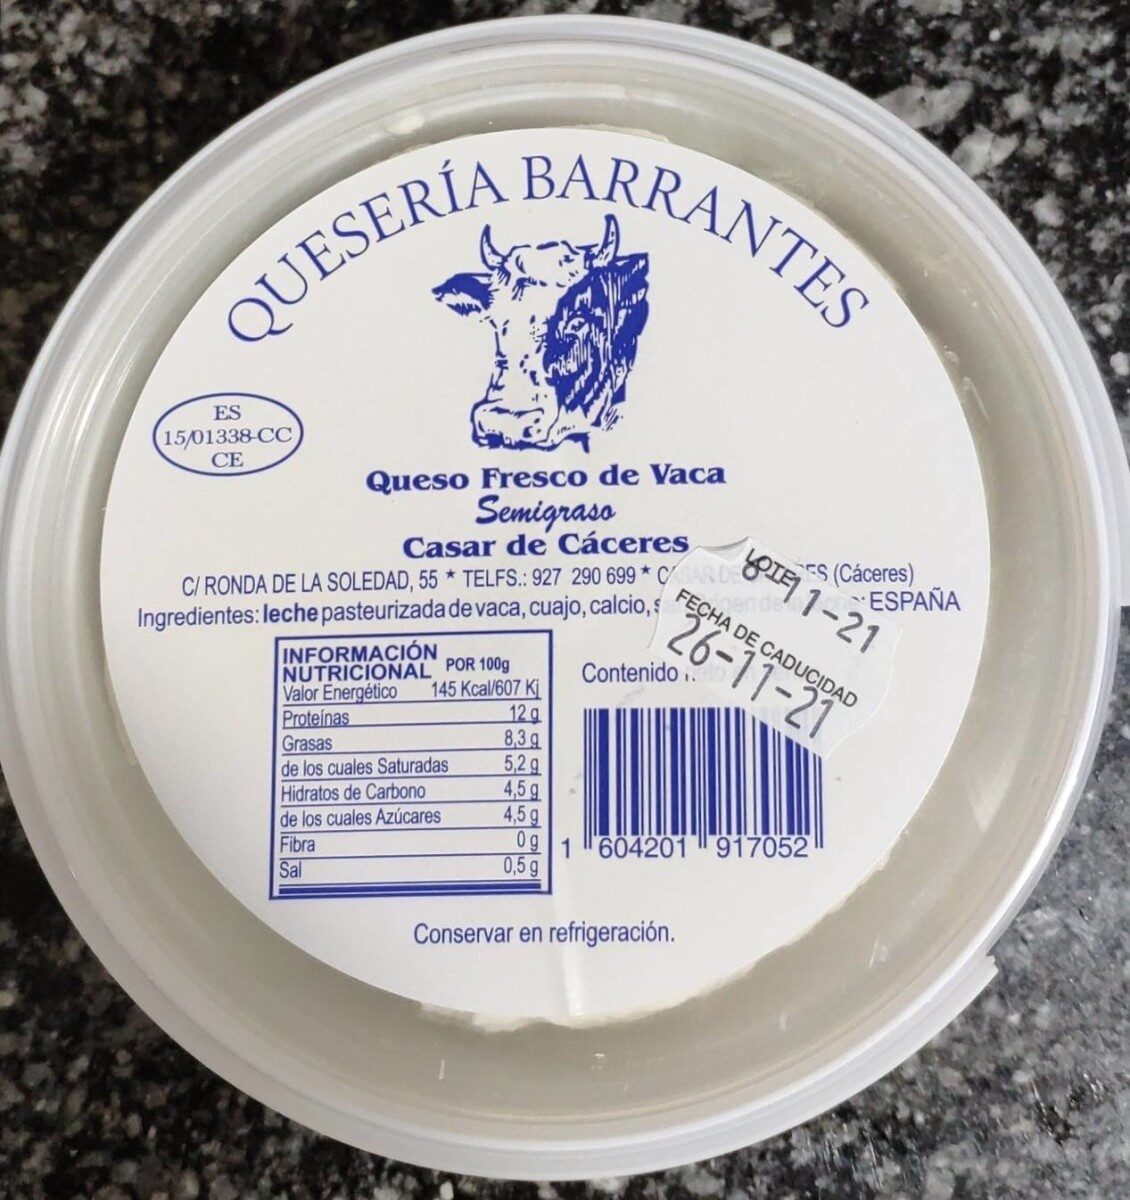 QUESERÍA BARRANTES
ES
15/01338-CC
CE
Queso Fresco de Vaca
Semigraso
Casar de Cáceres
C/ RONDA DE LA SOLEDAD, 55 * TELFS.: 927 290 699 * CASAR DE CÁCERES (Cáceres)
Ingredientes: leche pasteurizada de vaca, cuajo, calcio, ESPAÑA
LOTE
11-21
FECHA DE CADUCIDAD
26-11-21
INFORMACIÓN
NUTRICIONAL POR 100g
Valor Energético 145 Kcal/607 Kj
Proteínas 12 g
Grasas 8,3 g
de los cuales Saturadas 5,2 g
Hidratos de Carbono 4,5 g
de los cuales Azúcares 4,5 g
Fibra 0 g
Sal 0,5 g
Contenido
1 604201 917052
Conservar en refrigeración.